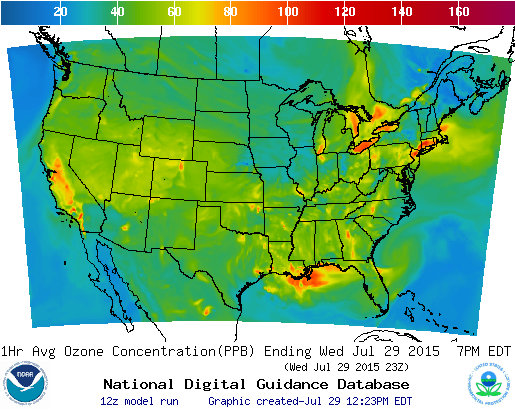 20 40 60 80 100 120 140 160
1Hr Avg Ozone Concentration(PPB) Ending Wed Jul 29 2015 7PM EDT
(Wed Jul 29 2015 23Z)
National Digital Guidance Database
12z model run Graphic created-Jul 29 12:23PM EDT
NOAA